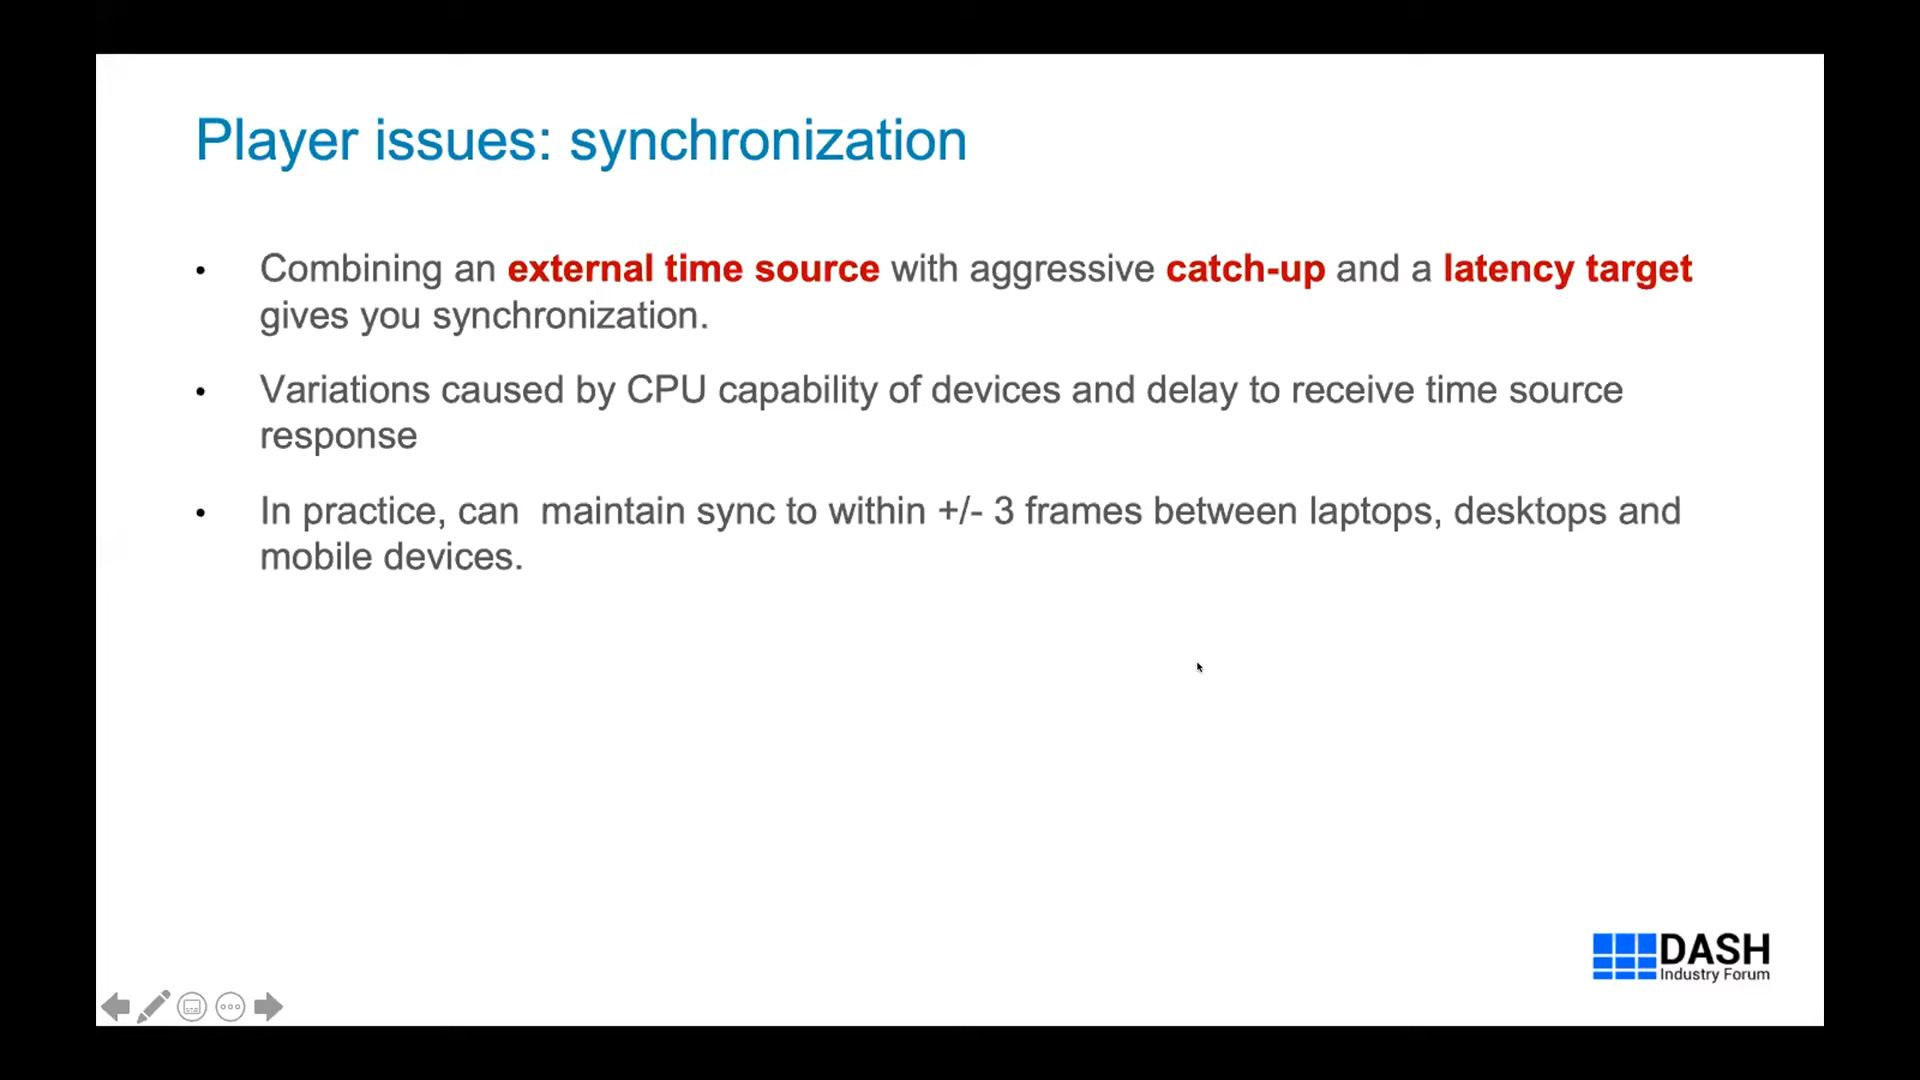 Player issues: synchronization
• Combining an external time source with aggressive catch-up and a latency target
gives you synchronization.
• Variations caused by CPU capability of devices and delay to receive time source
response
• In practice, can  maintain sync to within +/- 3 frames between laptops, desktops and
mobile devices.
DASH
Industry Forum